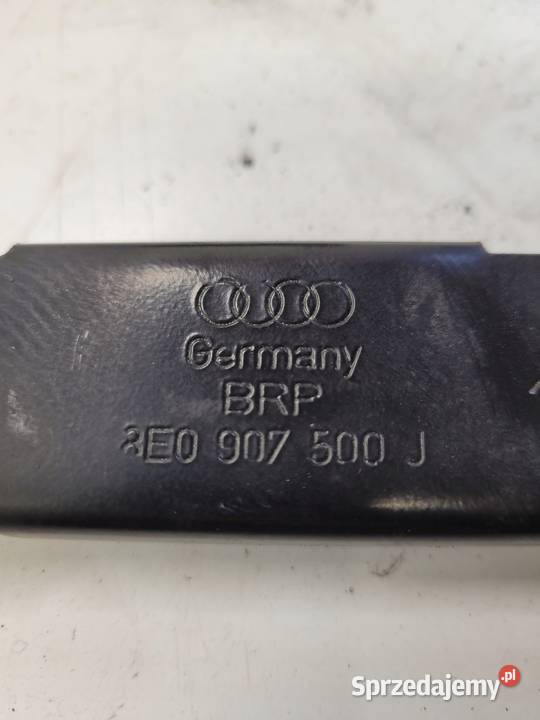 Germany
BRP
8E0 907 500 J
Sprzedajemy.pl